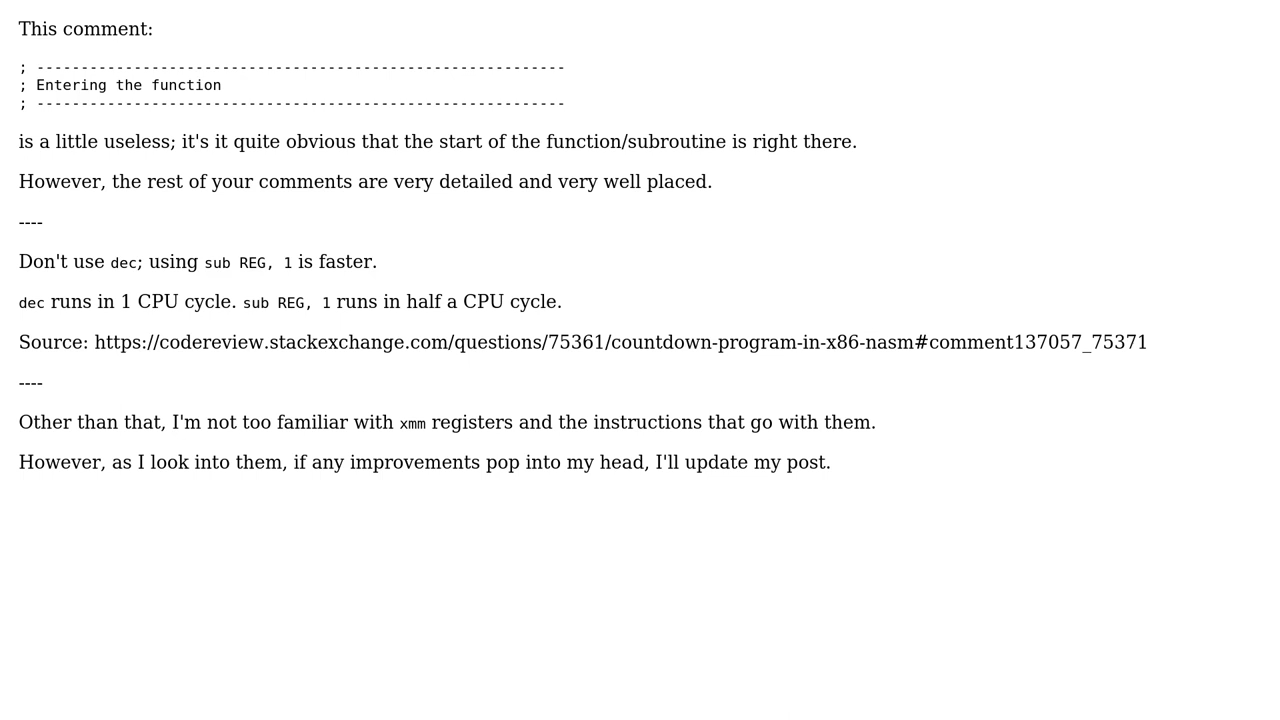 This comment:
; ------------------------------------------------------------
; Entering the function
; ------------------------------------------------------------
is a little useless; it's it quite obvious that the start of the function/subroutine is right there.
However, the rest of your comments are very detailed and very well placed.
----
Don't use dec; using sub REG, 1 is faster.
dec runs in 1 CPU cycle. sub REG, 1 runs in half a CPU cycle.
Source: https://codereview.stackexchange.com/questions/75361/countdown-program-in-x86-nasm#comment137057_75371
----
Other than that, I'm not too familiar with xmm registers and the instructions that go with them.
However, as I look into them, if any improvements pop into my head, I'll update my post.